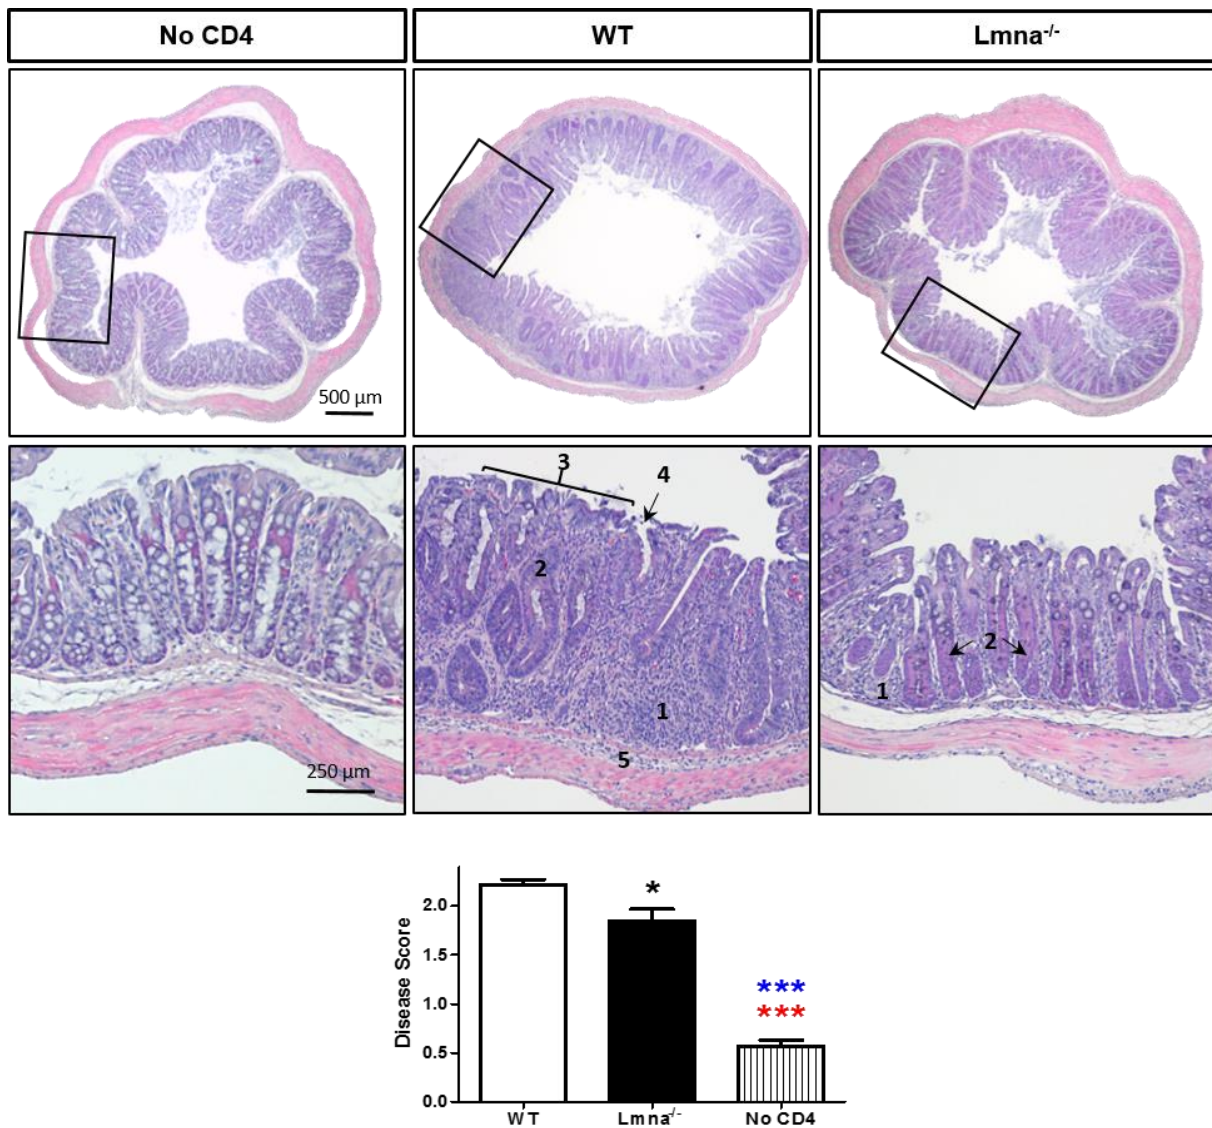 No CD4
WT
Lmna-/-
500 µm
3
4
2
1
5
2
1
250 µm
Disease Score
2.0
1.5
1.0
0.5
0.0
*
***
***
WT
Lmna-/-
No CD4